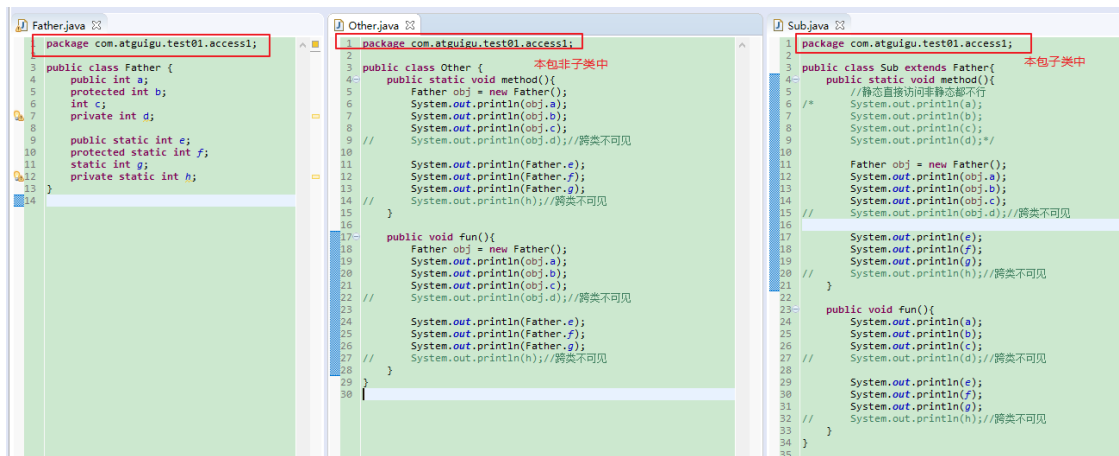 Father.java
1 package com.atguigu.test01.access1;
2
3 public class Father {
4 public int a;
5 protected int b;
6 int c;
7 private int d;
8
9 public static int e;
10 protected static int f;
11 static int g;
12 private static int h;
13 }
14
Other.java
1 package com.atguigu.test01.access1;
2 本包非子类中
3 public class Other {
4 public static void method(){
5 Father obj = new Father();
6 System.out.println(obj.a);
7 System.out.println(obj.b);
8 System.out.println(obj.c);
9 // System.out.println(obj.d);//跨类不可见
10
11 System.out.println(Father.e);
12 System.out.println(Father.f);
13 System.out.println(Father.g);
14 // System.out.println(h);//跨类不可见
15 }
16
17 public void fun(){
18 Father obj = new Father();
19 System.out.println(obj.a);
20 System.out.println(obj.b);
21 System.out.println(obj.c);
22 // System.out.println(obj.d);//跨类不可见
23
24 System.out.println(Father.e);
25 System.out.println(Father.f);
26 System.out.println(Father.g);
27 // System.out.println(h);//跨类不可见
28 }
29 }
30
Sub.java
1 package com.atguigu.test01.access1;
2 本包子类中
3 public class Sub extends Father{
4 public static void method(){
5 //静态直接访问非静态都不行
6 /* System.out.println(a);
7 System.out.println(b);
8 System.out.println(c);
9 System.out.println(d);*/
10
11 Father obj = new Father();
12 System.out.println(obj.a);
13 System.out.println(obj.b);
14 System.out.println(obj.c);
15 // System.out.println(obj.d);//跨类不可见
16
17 System.out.println(e);
18 System.out.println(f);
19 System.out.println(g);
20 // System.out.println(h);//跨类不可见
21 }
22
23 public void fun(){
24 System.out.println(a);
25 System.out.println(b);
26 System.out.println(c);
27 // System.out.println(d);//跨类不可见
28
29 System.out.println(e);
30 System.out.println(f);
31 System.out.println(g);
32 // System.out.println(h);//跨类不可见
33 }
34 }
35